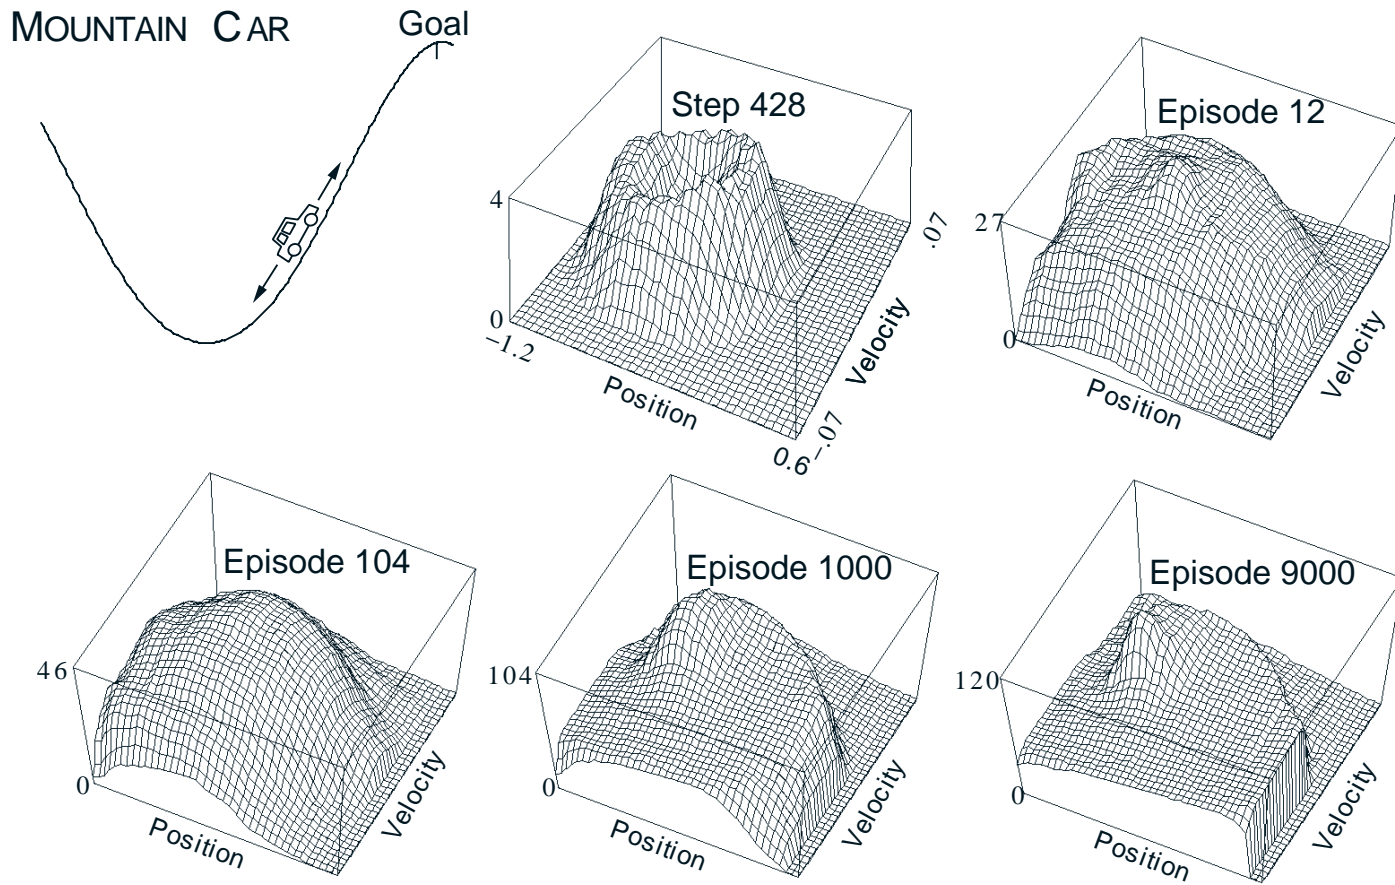 MOUNTAIN CAR
Goal
Step 428
4
0
−1.2
Position
0.6
−.07
Velocity
.07
Episode 12
27
0
Position
Velocity
Episode 104
46
0
Position
Velocity
Episode 1000
104
0
Position
Velocity
Episode 9000
120
0
Position
Velocity